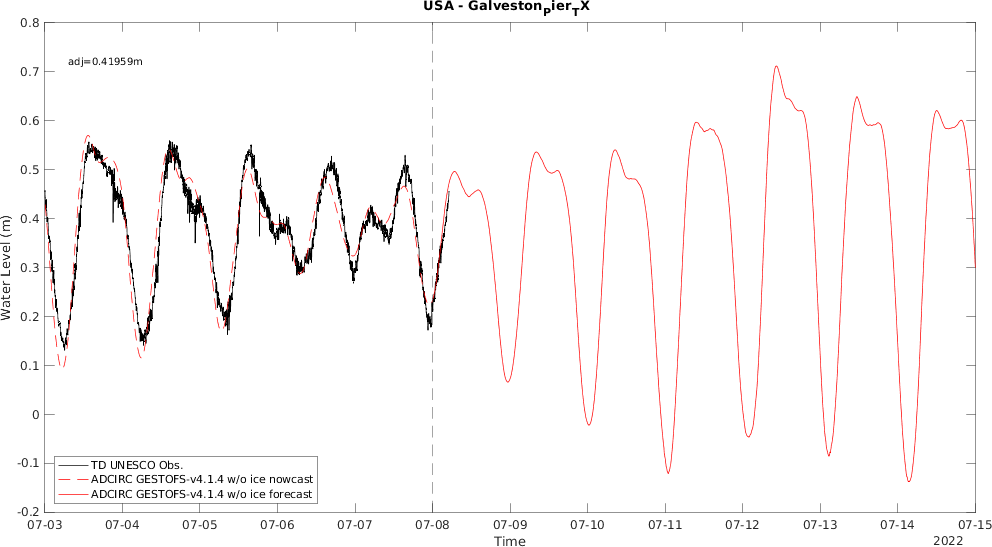 USA - Galveston_Pier_TX
adj=0.41959m
Water Level (m)
0.8
0.7
0.6
0.5
0.4
0.3
0.2
0.1
0
-0.1
-0.2
TD UNESCO Obs.
ADCIRC GESTOFS-v4.1.4 w/o ice nowcast
ADCIRC GESTOFS-v4.1.4 w/o ice forecast
07-03 07-04 07-05 07-06 07-07 07-08 07-09 07-10 07-11 07-12 07-13 07-14 07-15
Time
2022